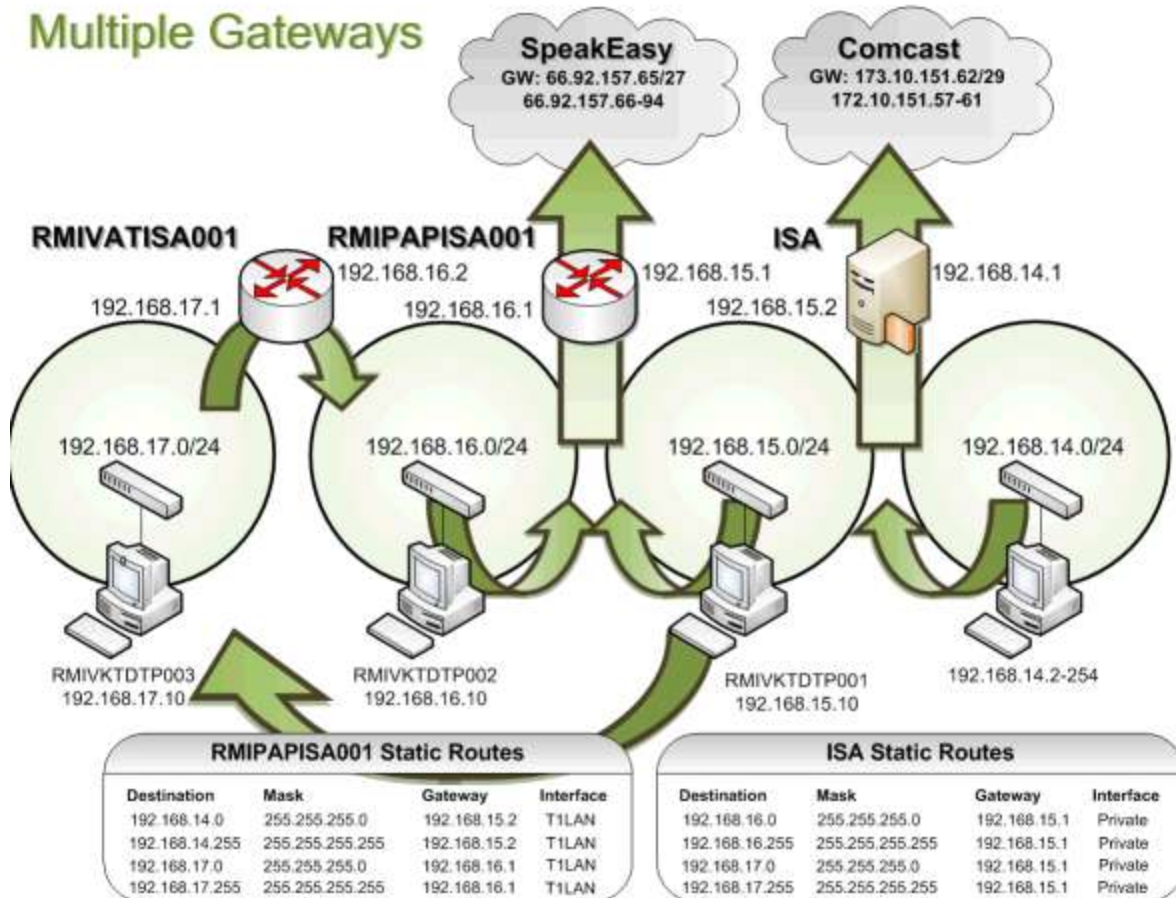 Multiple Gateways
SpeakEasy
GW: 66.92.157.65/27
66.92.157.66-94
Comcast
GW: 173.10.151.62/29
172.10.151.57-61
RMIVATISA001
RMIPAPISA001
ISA
192.168.16.2
192.168.15.1
192.168.14.1
192.168.17.1
192.168.16.1
192.168.15.2
192.168.17.0/24
192.168.16.0/24
192.168.15.0/24
192.168.14.0/24
RMIVKTDTP003
192.168.17.10
RMIVKTDTP002
192.168.16.10
RMIVKTDTP001
192.168.15.10
192.168.14.2-254
RMIPAPISA001 Static Routes
Destination Mask Gateway Interface
192.168.14.0 255.255.255.0 192.168.15.2 T1LAN
192.168.14.255 255.255.255.255 192.168.15.2 T1LAN
192.168.17.0 255.255.255.0 192.168.16.1 T1LAN
192.168.17.255 255.255.255.255 192.168.16.1 T1LAN
ISA Static Routes
Destination Mask Gateway Interface
192.168.16.0 255.255.255.0 192.168.15.1 Private
192.168.16.255 255.255.255.255 192.168.15.1 Private
192.168.17.0 255.255.255.0 192.168.15.1 Private
192.168.17.255 255.255.255.255 192.168.15.1 Private